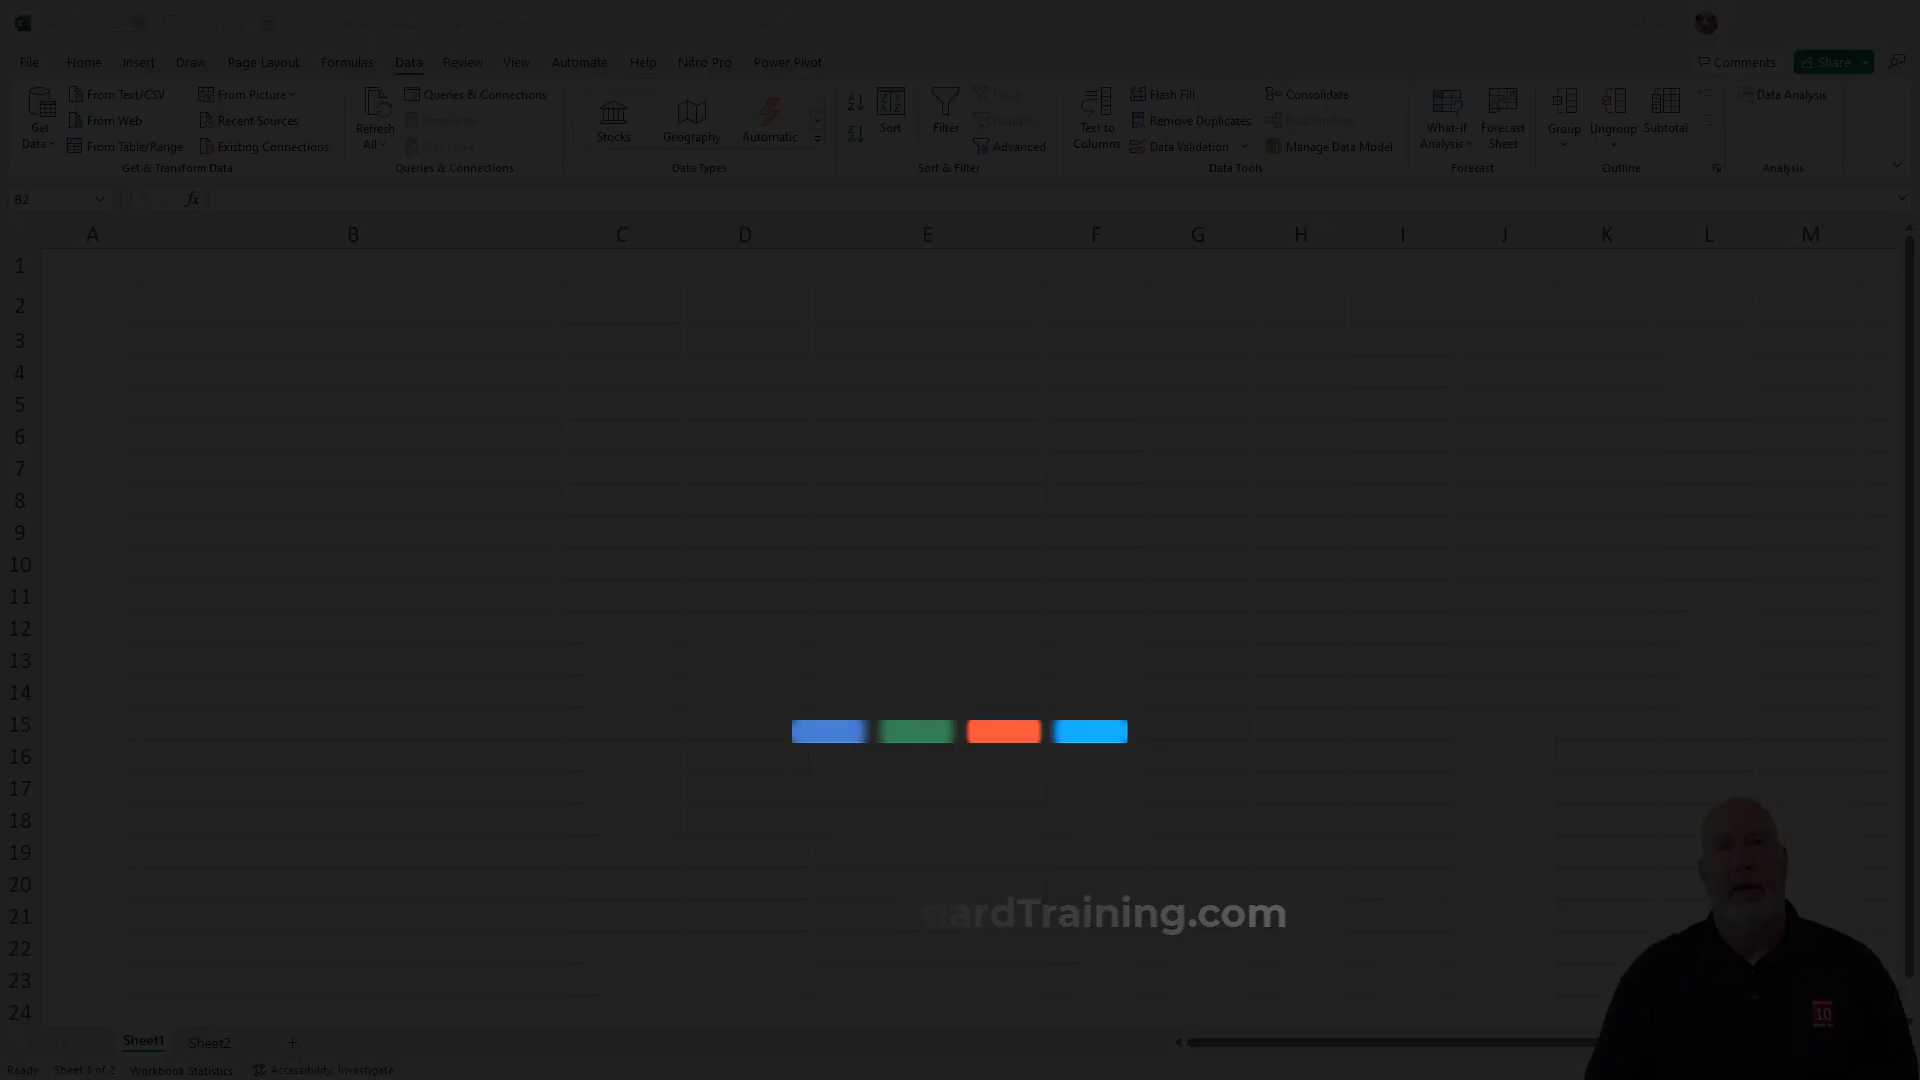 File Home Insert Draw Page Layout Formulas Data Review View Automate Help Nitro Pro Power Pivot Comments Share
From Text/CSV From Picture Queries & Connections Flash Fill Consolidate Data Analysis
From Web Recent Sources Remove Duplicates
From Table/Range Existing Connections Advanced Data Validation Manage Data Model
Get Data
Refresh All
Stocks Geography Automatic
Sort Filter
Text to Columns
What-If Analysis
Forecast Sheet
Group Ungroup Subtotal
Get & Transform Data Queries & Connections Data Types Sort & Filter Data Tools Forecast Outline Analysis
B2 fx
A B C D E F G H I J K L M
1
2
3
4
5
6
7
8
9
10
11
12
13
14
15
16
17
18
19
20
21
22
23
24
nardTraining.com
10
Sheet1 Sheet2 +
Ready Sheet 1 of 2 Workbook Statistics Accessibility: Investigate